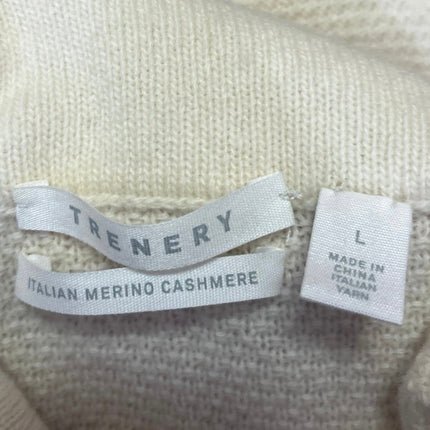 TRENERY
ITALIAN MERINO CASHMERE
L
MADE IN
CHINA
ITALIAN
YARN